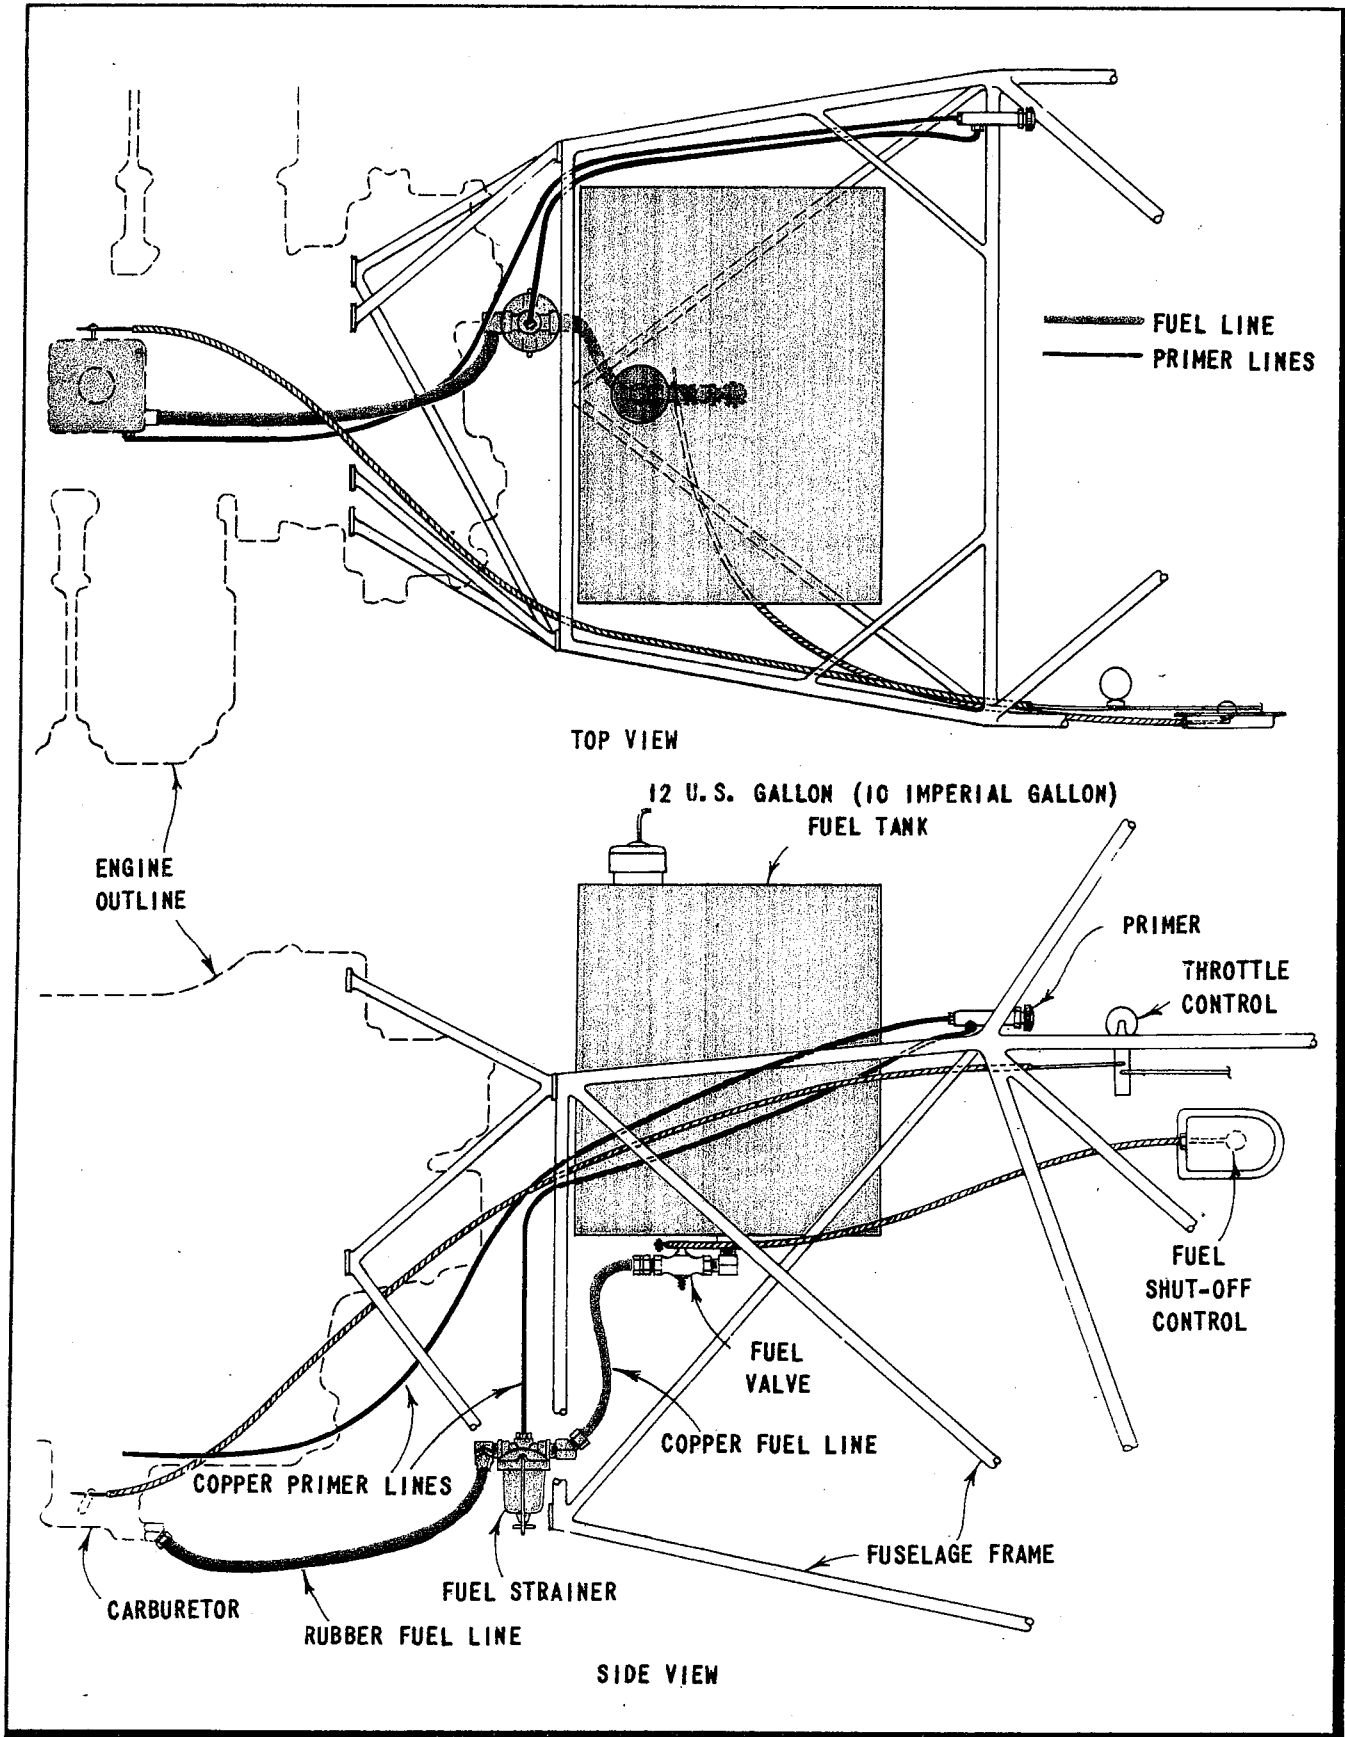 FUEL LINE
PRIMER LINES
TOP VIEW
12 U.S. GALLON (10 IMPERIAL GALLON)
FUEL TANK
ENGINE
OUTLINE
PRIMER
THROTTLE
CONTROL
FUEL
SHUT-OFF
CONTROL
FUEL
VALVE
COPPER FUEL LINE
COPPER PRIMER LINES
FUSELAGE FRAME
FUEL STRAINER
CARBURETOR
RUBBER FUEL LINE
SIDE VIEW